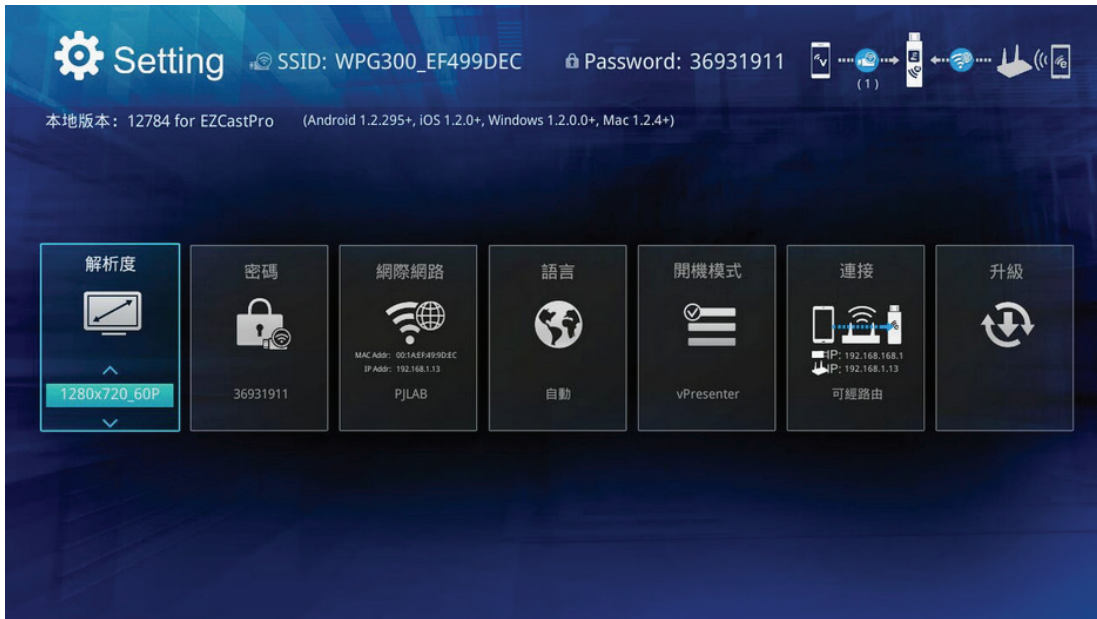 Setting SSID: WPG300_EF499DEC Password: 36931911
(1)
本地版本: 12784 for EZCastPro (Android 1.2.295+, iOS 1.2.0+, Windows 1.2.0.0+, Mac 1.2.4+)
解析度
1280x720_60P
密碼
36931911
網際網路
MAC Addr: 00:1A:EF:49:9D:EC
IP Addr: 192.168.1.13
PJLAB
語言
自動
開機模式
vPresenter
連接
IP: 192.168.168.1
IP: 192.168.1.13
可經路由
升級